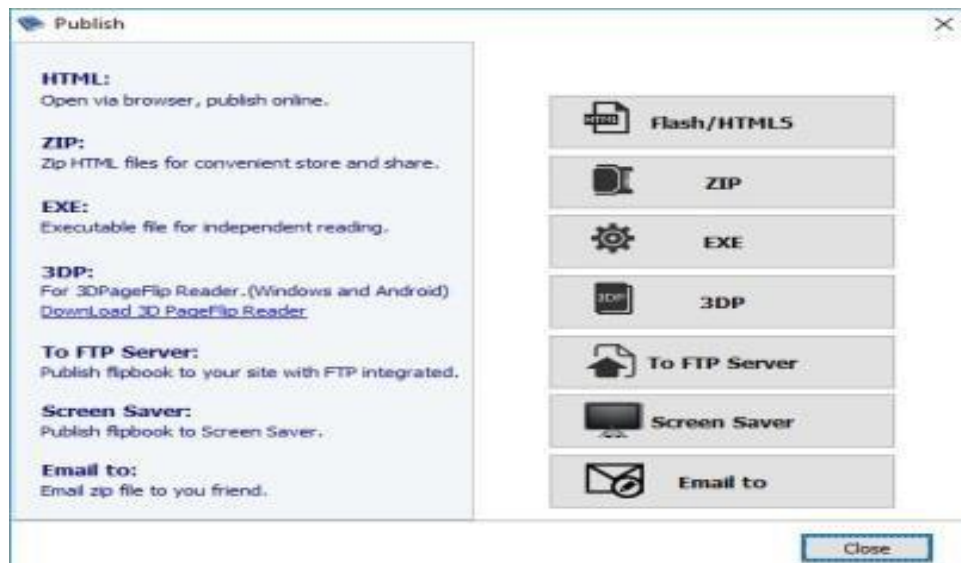 Publish
HTML:
Open via browser, publish online.
ZIP:
Zip HTML files for convenient store and share.
EXE:
Executable file for independent reading.
3DP:
For 3DPageFlip Reader.(Windows and Android)
DownLoad 3D PageFlip Reader
To FTP Server:
Publish flipbook to your site with FTP integrated.
Screen Saver:
Publish flipbook to Screen Saver.
Email to:
Email zip file to you friend.
HTML Flash/HTML5
ZIP
EXE
3DP 3DP
To FTP Server
Screen Saver
Email to
Close